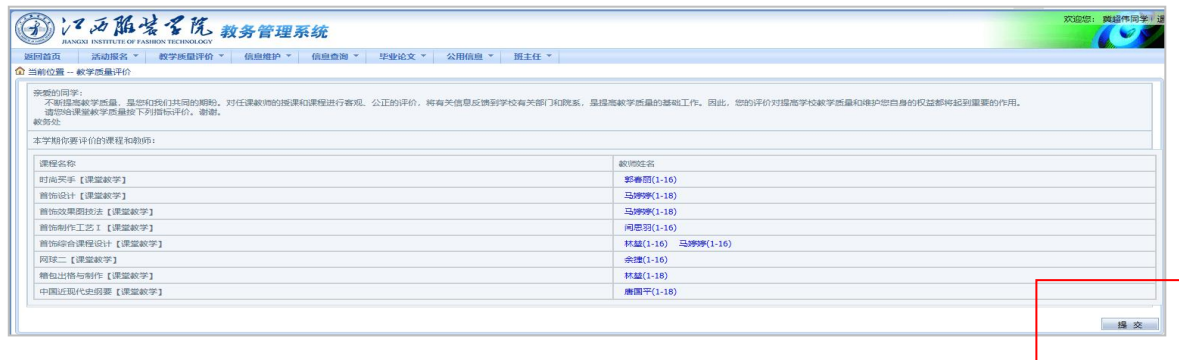 江西服装学院 教务管理系统
JIANGXI INSTITUTE OF FASHION TECHNOLOGY
欢迎您: 黄超伟同学!
返回首页 活动报名 教学质量评价 信息维护 信息查询 毕业论文 公用信息 班主任
当前位置 -- 教学质量评价
亲爱的同学:
不断提高教学质量,是您和我们共同的期盼。对任课教师的授课和课程进行客观、公正的评价,将有关信息反馈到学校有关部门和院系,是提高教学质量的基础工作。因此,您的评价对提高学校教学质量和维护您自身的权益都将起到重要的作用。
请您给课堂教学质量按下列指标评价。谢谢。
教务处
本学期你要评价的课程和教师:
课程名称 教师姓名
时尚买手【课堂教学】 郭春丽(1-16)
首饰设计【课堂教学】 马婷婷(1-18)
首饰效果图技法【课堂教学】 马婷婷(1-18)
首饰制作工艺I【课堂教学】 闻思羽(1-16)
首饰综合课程设计【课堂教学】 林堃(1-16) 马婷婷(1-16)
网球二【课堂教学】 余捷(1-16)
箱包出格与制作【课堂教学】 林堃(1-18)
中国近现代史纲要【课堂教学】 唐国平(1-18)
提 交